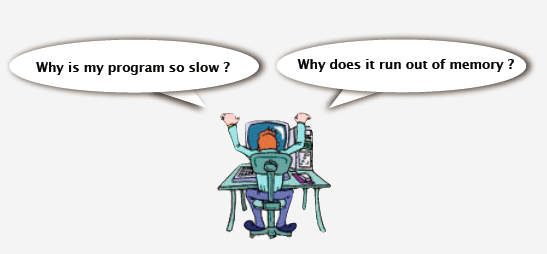 Why is my program so slow ?
Why does it run out of memory ?